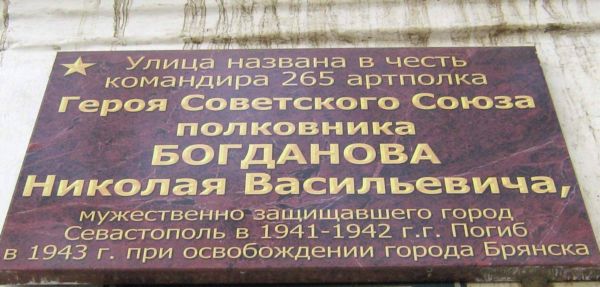 Улица названа в честь
командира 265 артполка
Героя Советского Союза
полковника
БОГДАНОВА
Николая Васильевича,
мужественно защищавшего город
Севастополь в 1941-1942 г.г. Погиб
в 1943 г. при освобождении города Брянска